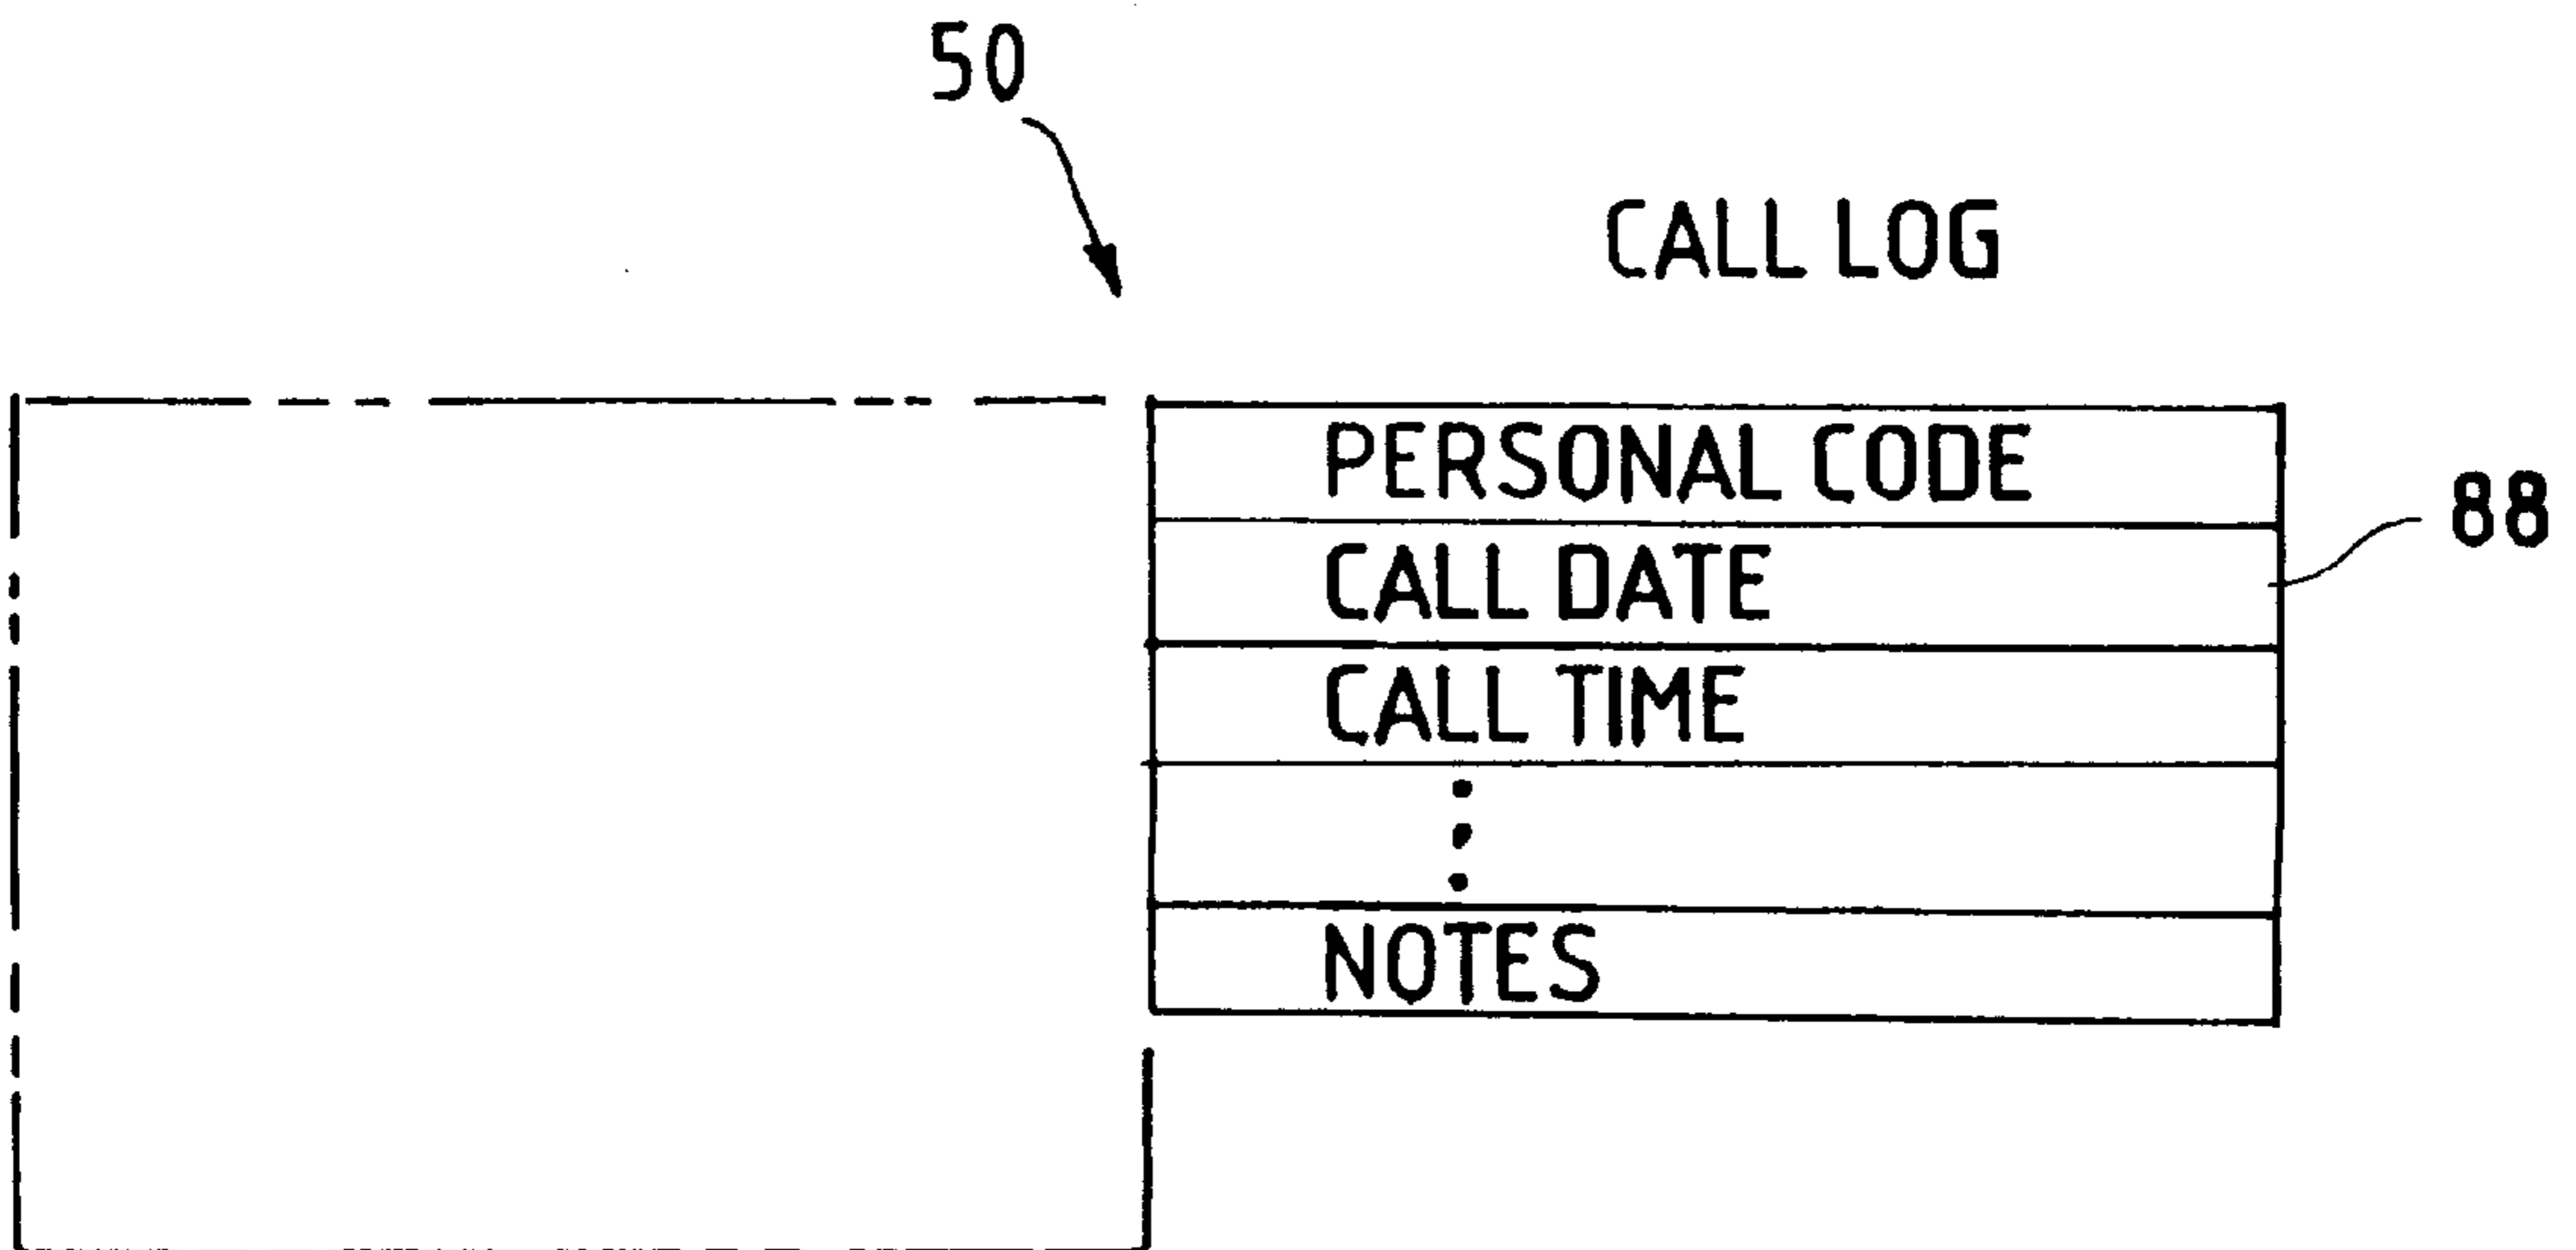 50
CALL LOG
PERSONAL CODE
88
CALL DATE
CALL TIME
NOTES